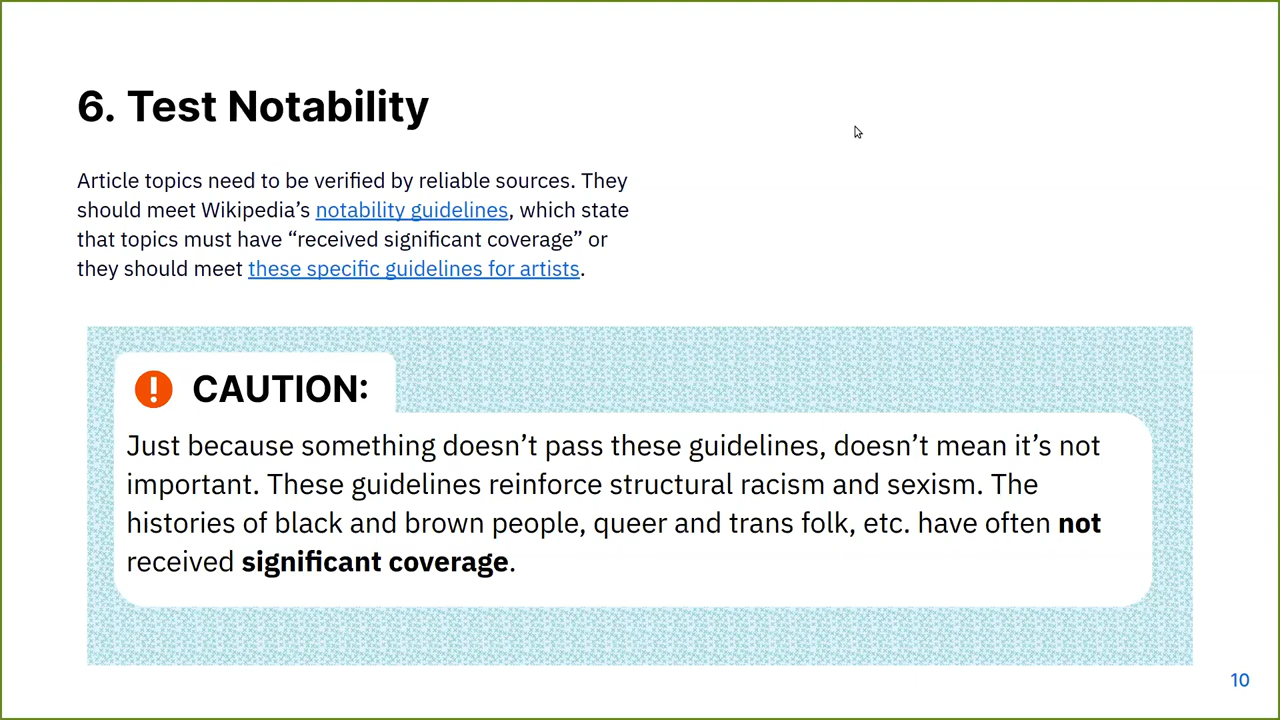 6. Test Notability
Article topics need to be verified by reliable sources. They
should meet Wikipedia’s notability guidelines, which state
that topics must have “received significant coverage” or
they should meet these specific guidelines for artists.
CAUTION:
Just because something doesn’t pass these guidelines, doesn’t mean it’s not
important. These guidelines reinforce structural racism and sexism. The
histories of black and brown people, queer and trans folk, etc. have often not
received significant coverage.
10